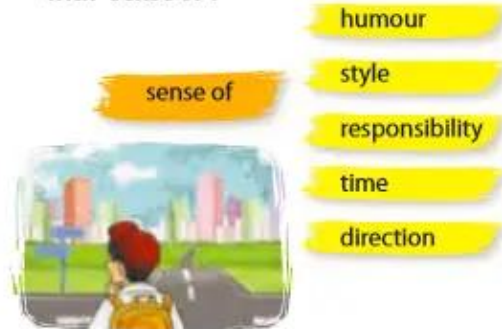 humour
style
sense of
responsibility
time
direction